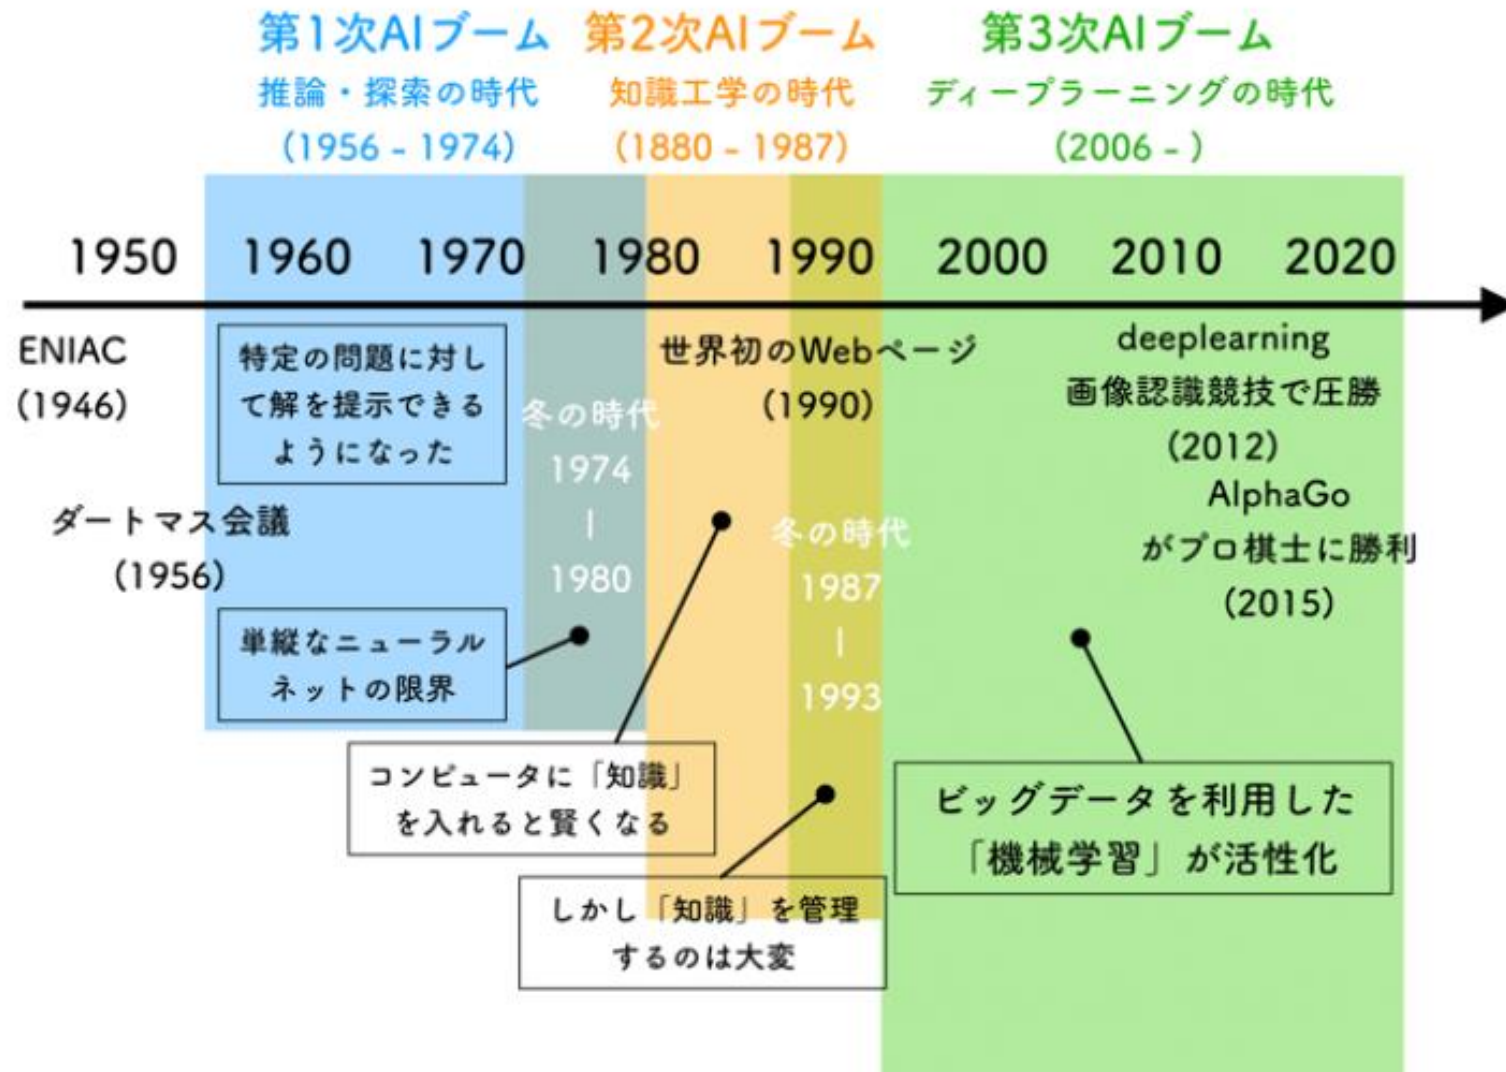 第1次AIブーム
推論・探索の時代
(1956 - 1974)
第2次AIブーム
知識工学の時代
(1880 - 1987)
第3次AIブーム
ディープラーニングの時代
(2006 - )
1950 1960 1970 1980 1990 2000 2010 2020
ENIAC
(1946)
ダートマス会議
(1956)
特定の問題に対し
て解を提示できる
ようになった
単縦なニューラル
ネットの限界
冬の時代
1974
|
1980
世界初のWebページ
(1990)
冬の時代
1987
|
1993
コンピュータに「知識」
を入れると賢くなる
しかし「知識」を管理
するのは大変
deeplearning
画像認識競技で圧勝
(2012)
AlphaGo
がプロ棋士に勝利
(2015)
ビッグデータを利用した
「機械学習」が活性化